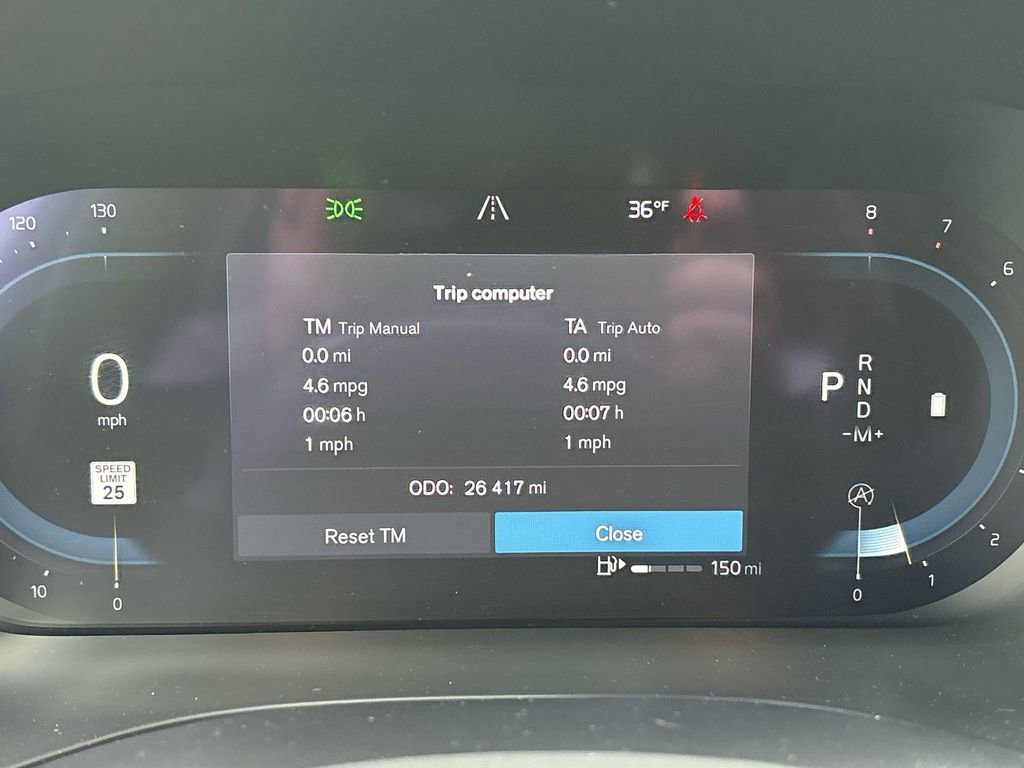 120
130
36°F
8
7
6
Trip computer
TM Trip Manual
TA Trip Auto
0.0 mi
0.0 mi
4.6 mpg
4.6 mpg
00:06 h
00:07 h
1 mph
1 mph
0
mph
P
R
N
D
-M+
SPEED
LIMIT
25
ODO: 26 417 mi
Reset TM
Close
A
150 mi
10
0
0
1
2